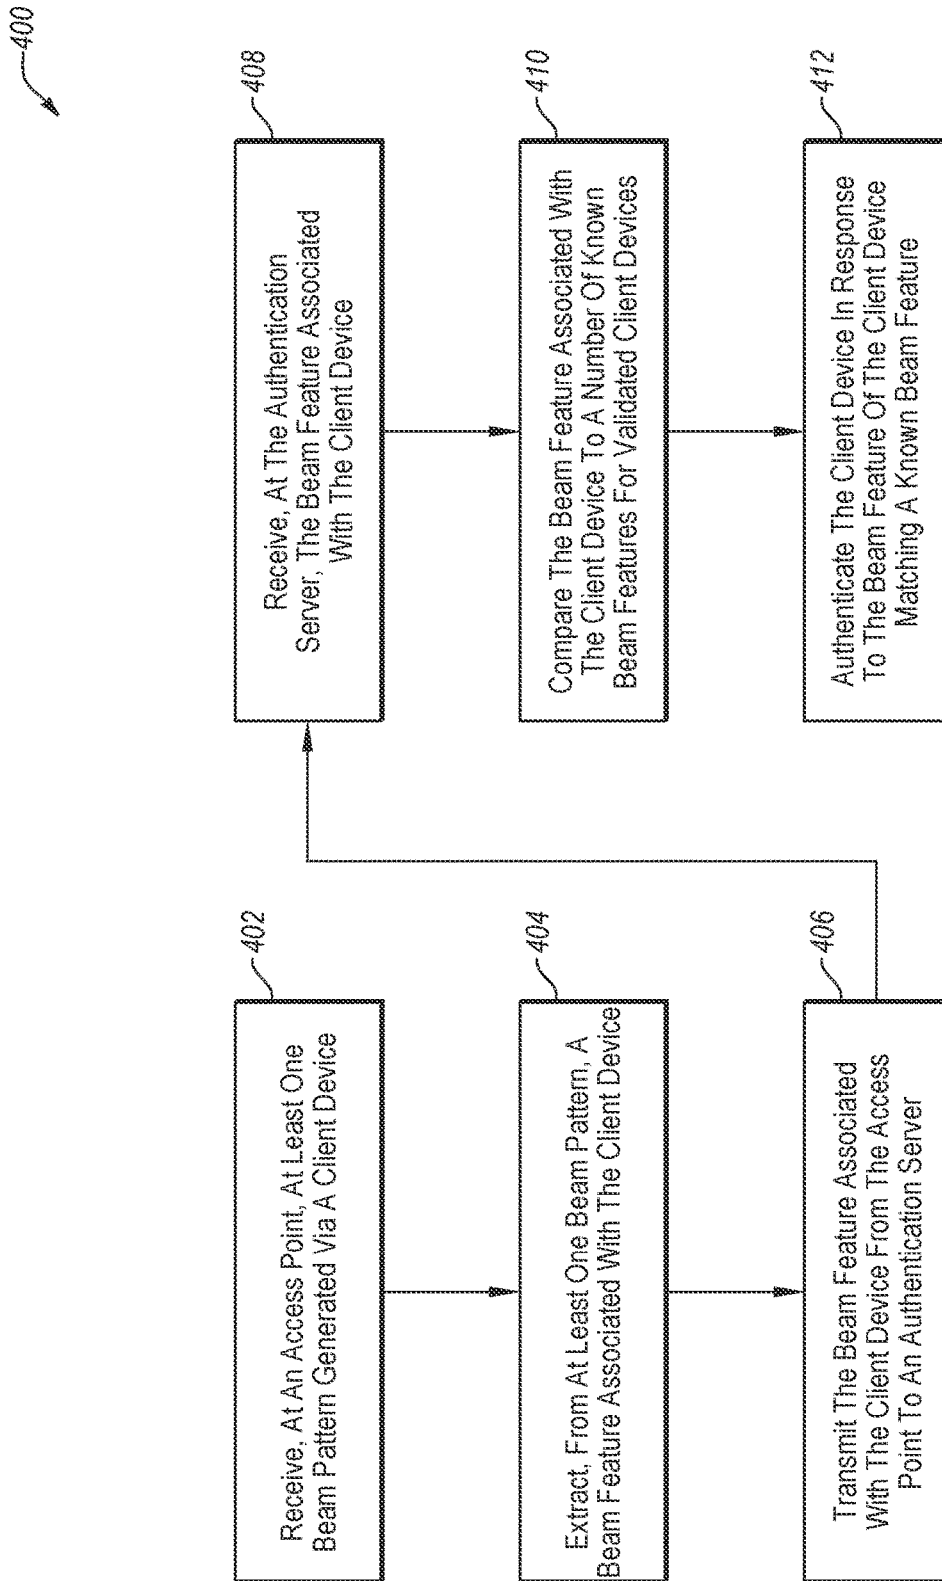 400
402
Receive, At An Access Point, At Least One
Beam Pattern Generated Via A Client Device
404
Extract, From At Least One Beam Pattern, A
Beam Feature Associated With The Client Device
406
Transmit The Beam Feature Associated
With The Client Device From The Access
Point To An Authentication Server
408
Receive, At The Authentication
Server, The Beam Feature Associated
With The Client Device
410
Compare The Beam Feature Associated With
The Client Device To A Number Of Known
Beam Features For Validated Client Devices
412
Authenticate The Client Device In Response
To The Beam Feature Of The Client Device
Matching A Known Beam Feature